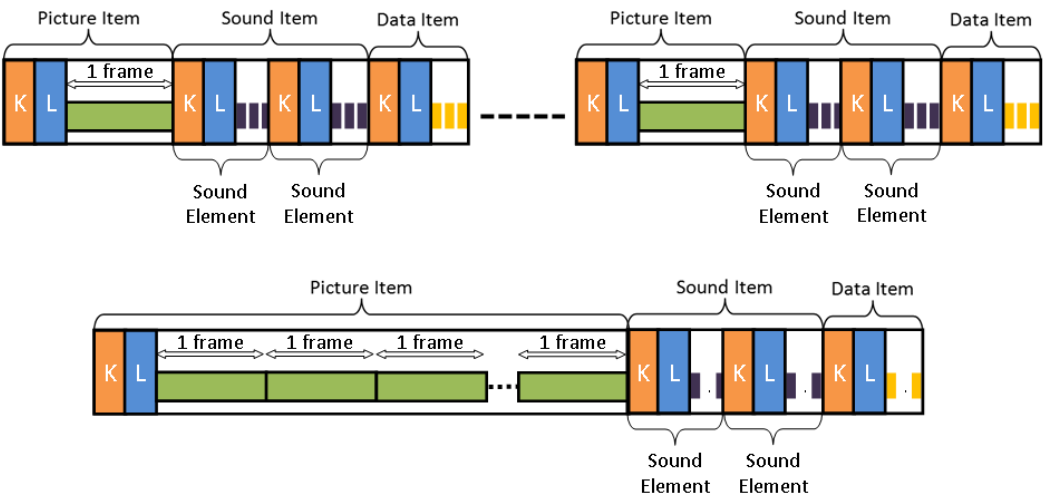 Picture Item Sound Item Data Item Picture Item Sound Item Data Item
1 frame 1 frame
K L K L K L K L K L K L K L K L
Sound Sound Sound Sound
Element Element Element Element
Picture Item Sound Item Data Item
1 frame 1 frame 1 frame 1 frame
K L K L K L K L
Sound Sound
Element Element